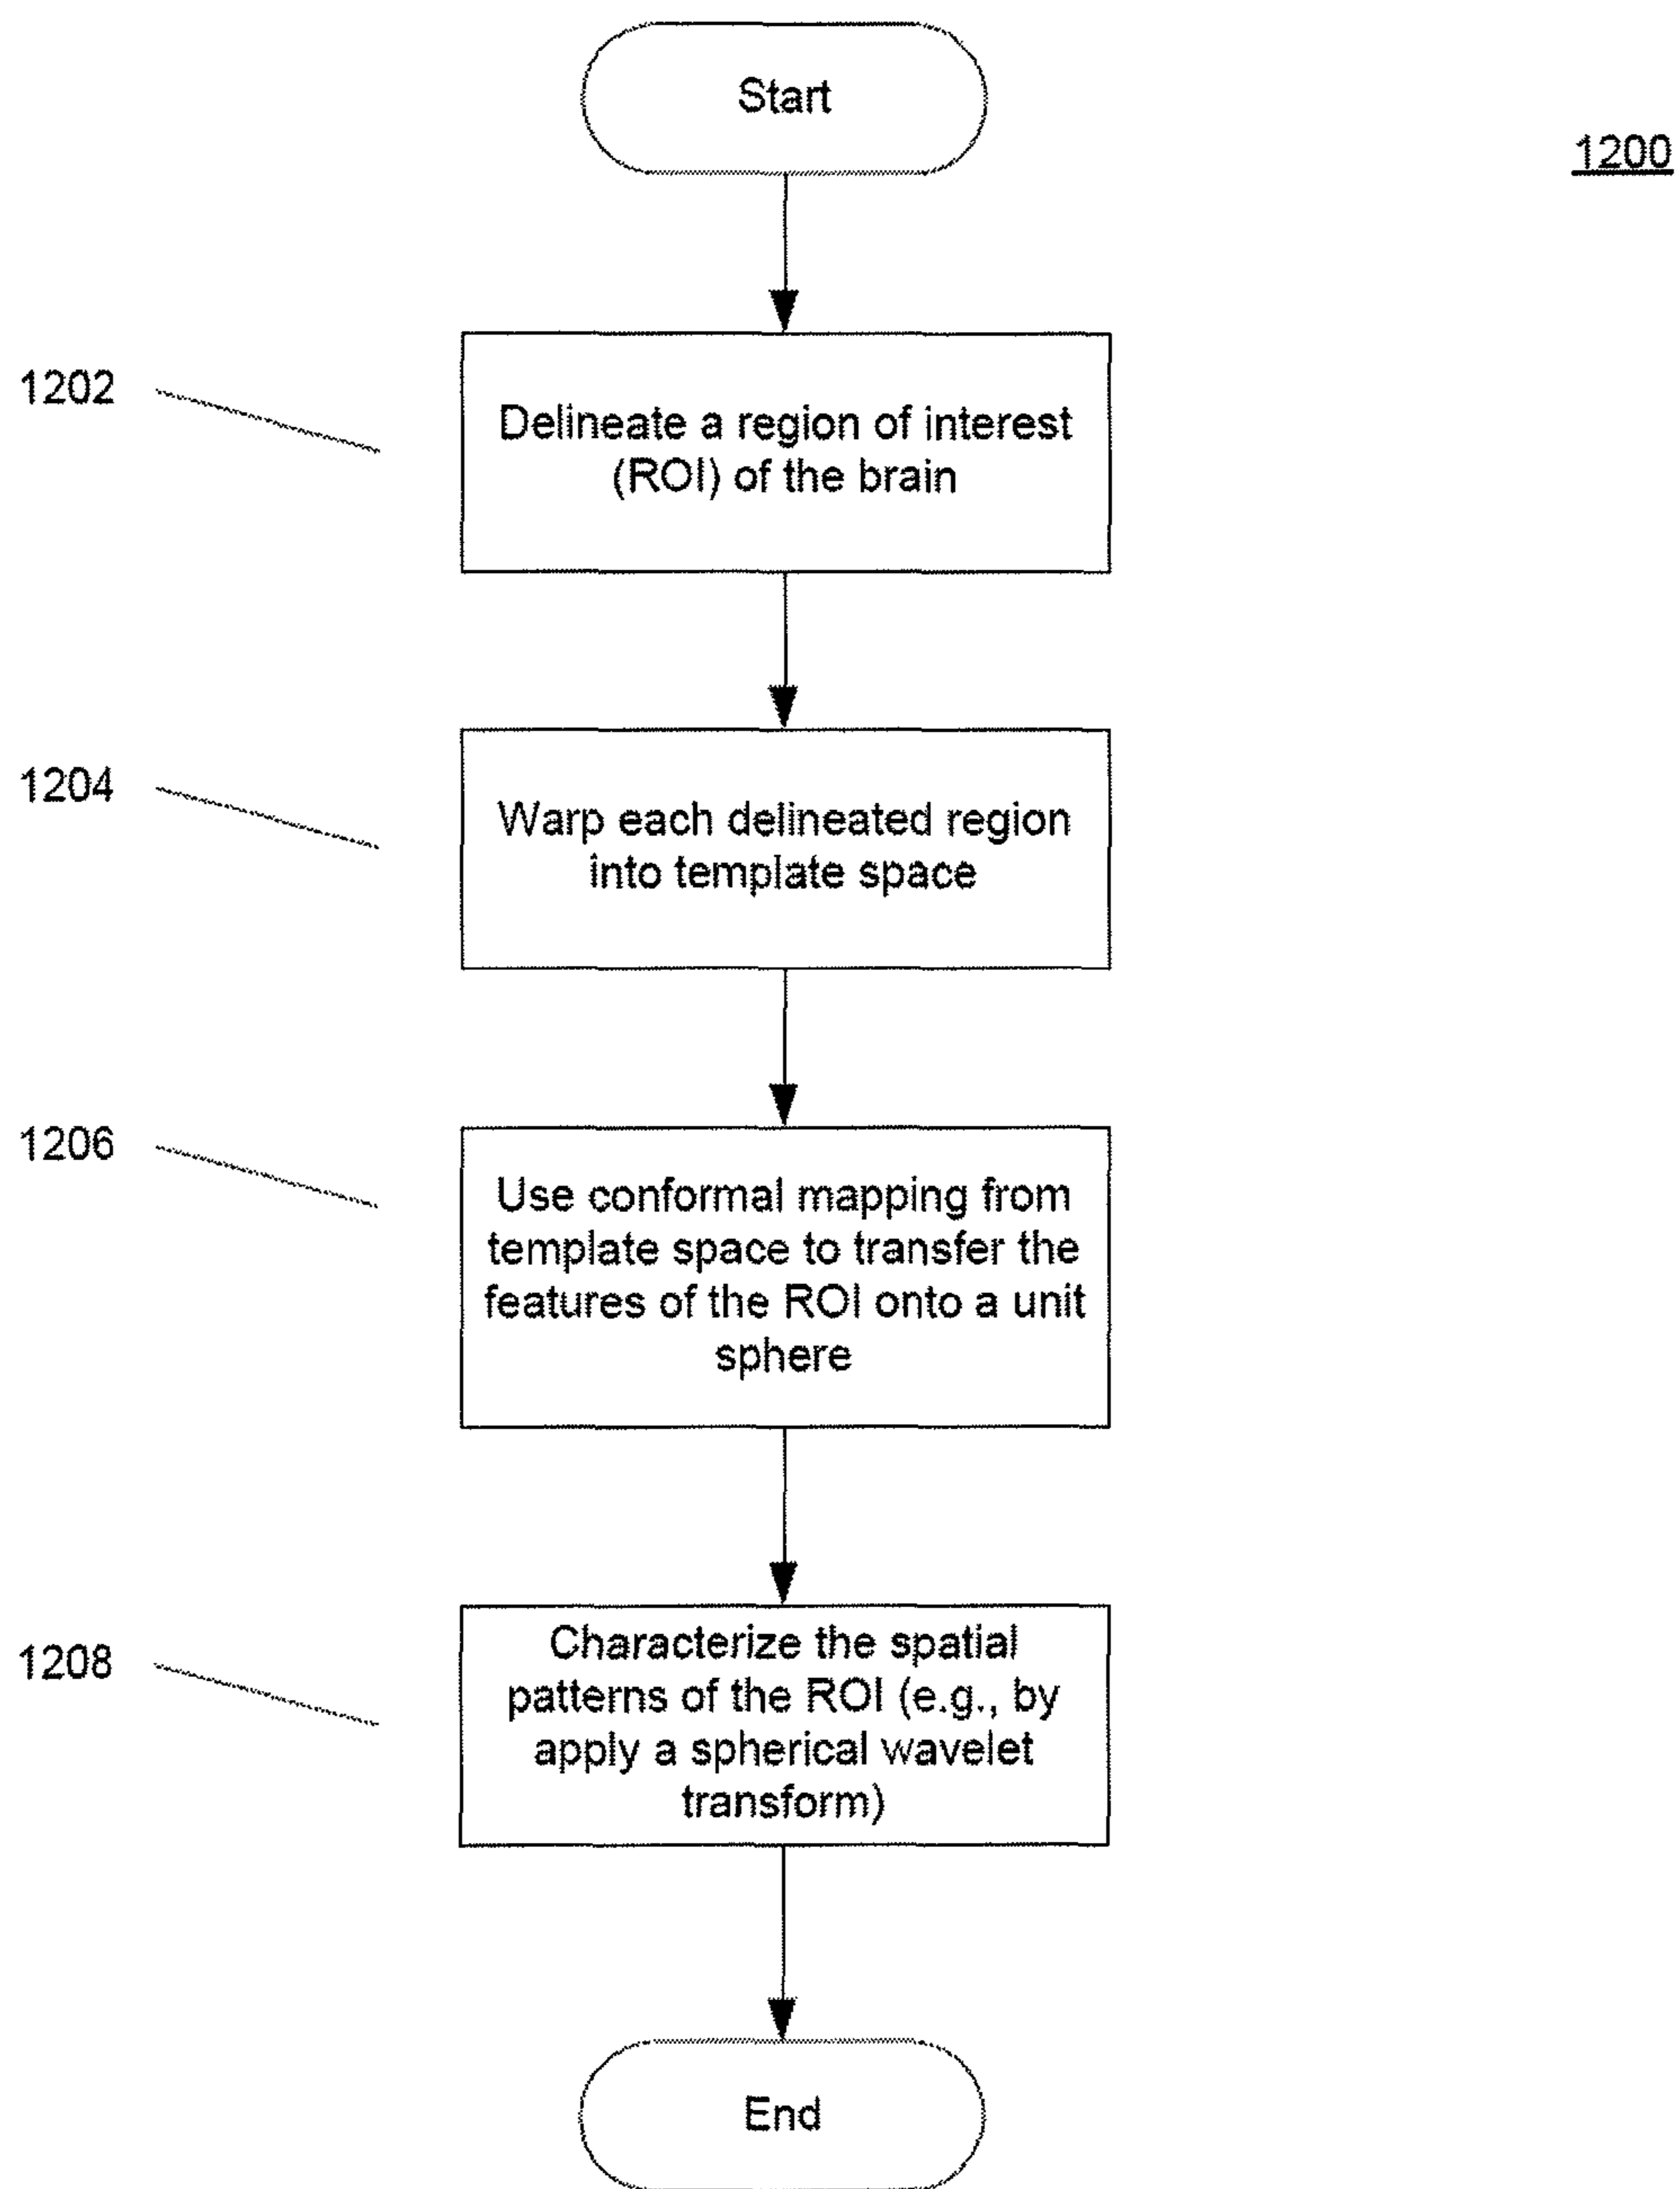 Start
1200
1202
Delineate a region of interest
(ROI) of the brain
1204
Warp each delineated region
into template space
1206
Use conformal mapping from
template space to transfer the
features of the ROI onto a unit
sphere
1208
Characterize the spatial
patterns of the ROI (e.g., by
apply a spherical wavelet
transform)
End